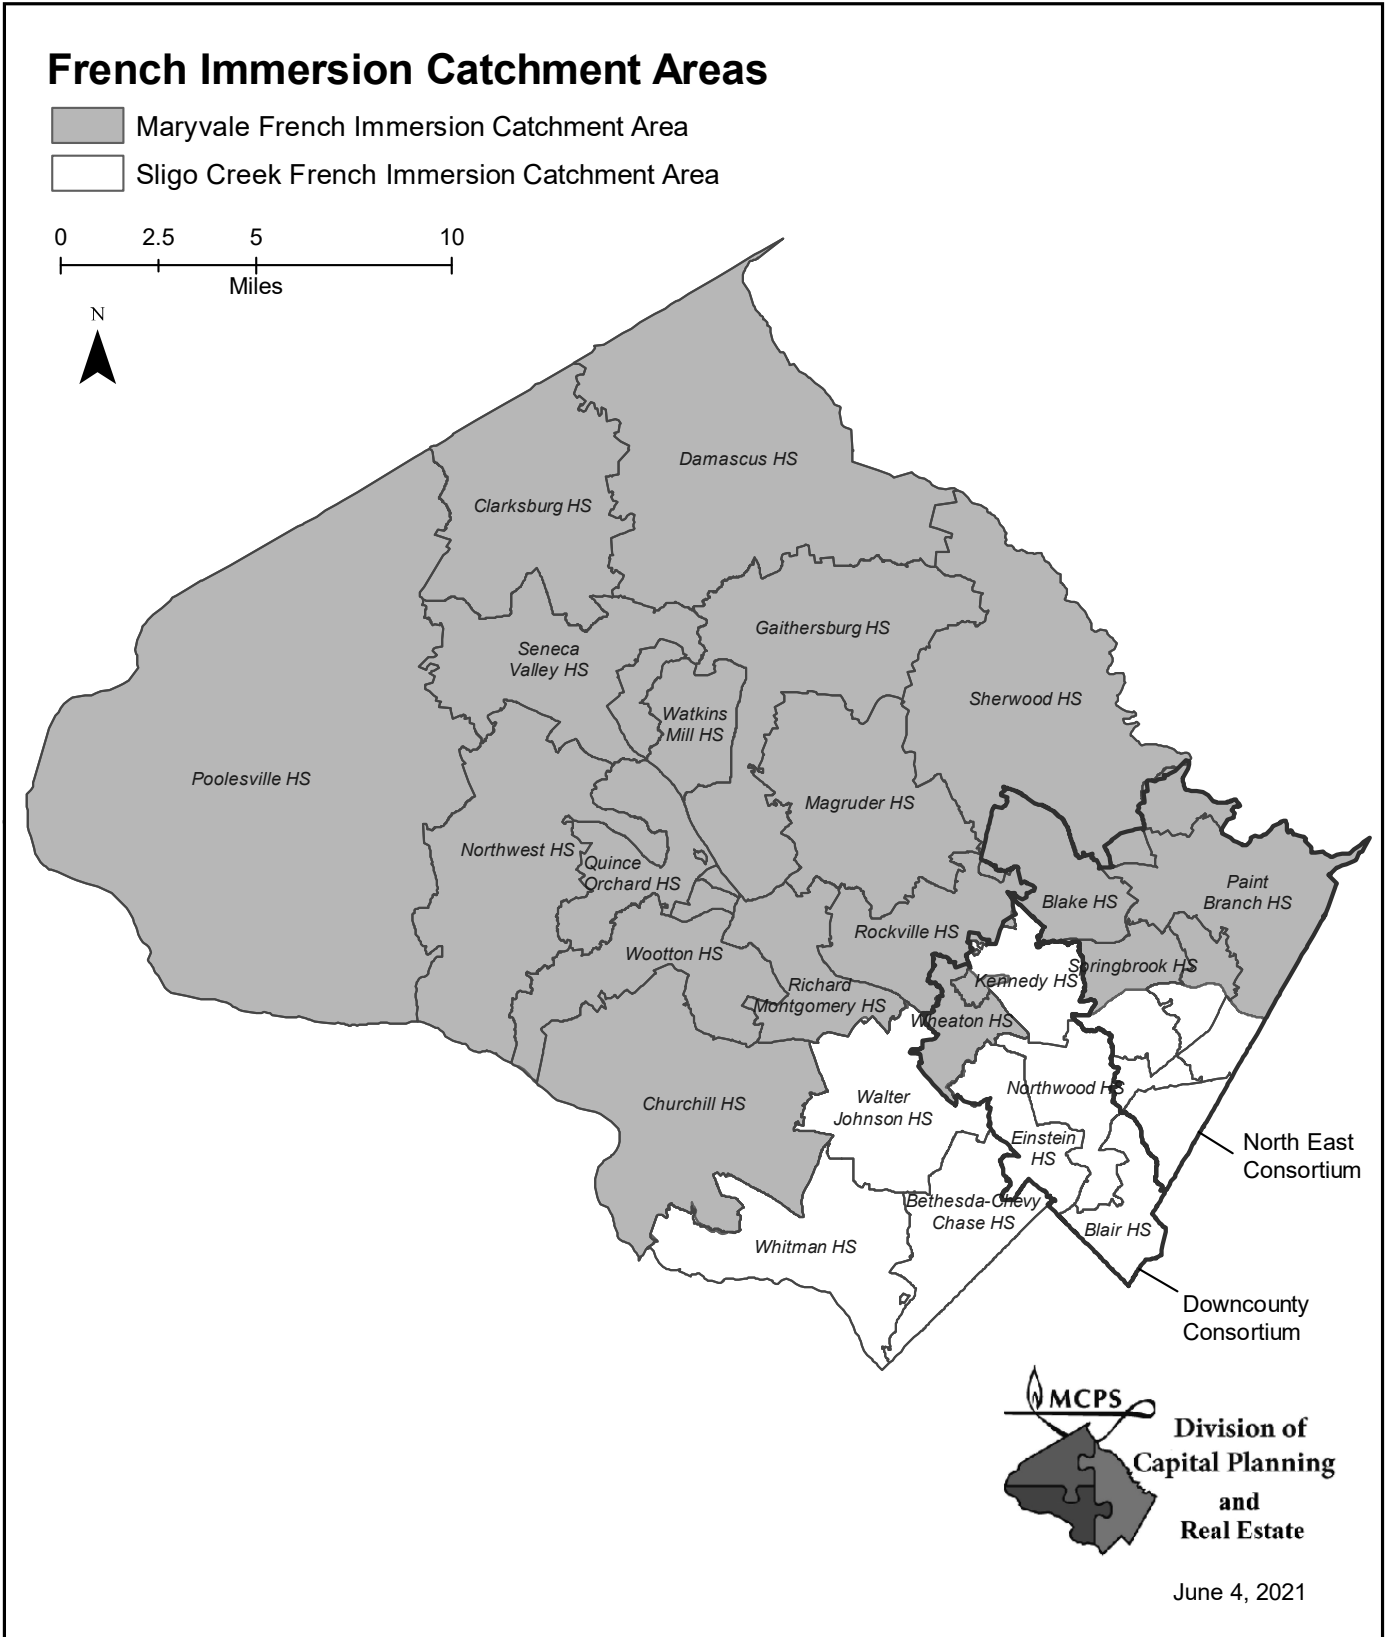 French Immersion Catchment Areas
Maryvale French Immersion Catchment Area
Sligo Creek French Immersion Catchment Area
0 2.5 5 10
Miles
N
Damascus HS
Clarksburg HS
Gaithersburg HS
Seneca
Valley HS
Sherwood HS
Watkins
Mill HS
Poolesville HS
Magruder HS
Northwest HS
Quince
Orchard HS
Paint
Branch HS
Blake HS
Rockville HS
Wootton HS
Springbrook HS
Kennedy HS
Richard
Montgomery HS
Wheaton HS
Northwood HS
Churchill HS
Walter
Johnson HS
Einstein
HS
North East
Consortium
Bethesda-Chevy
Chase HS
Blair HS
Whitman HS
Downcounty
Consortium
MCPS
Division of
Capital Planning
and
Real Estate
June 4, 2021